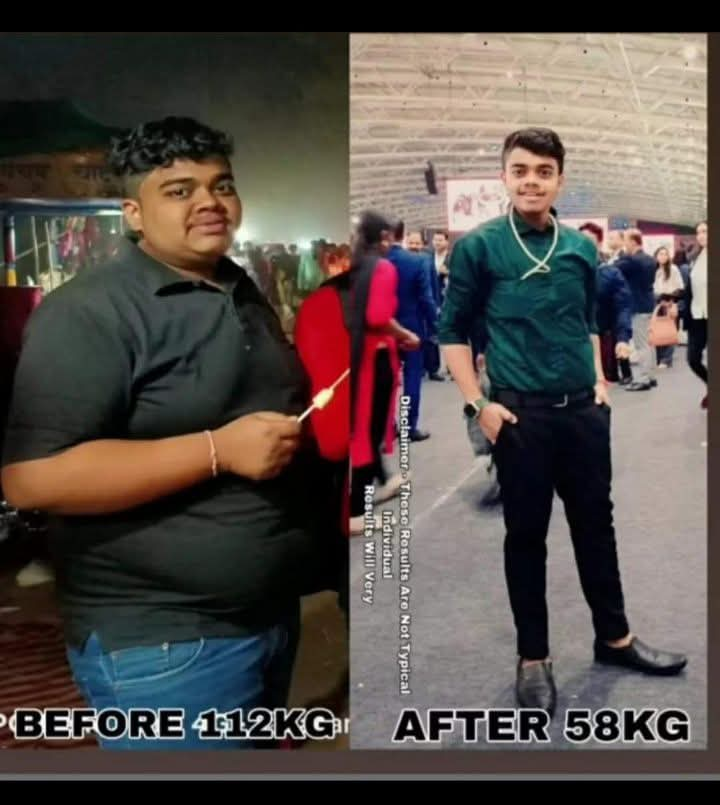 BEFORE 112KG
AFTER 58KG
Disclaimer - These Results Are Not Typical
Individual
Results Will Very